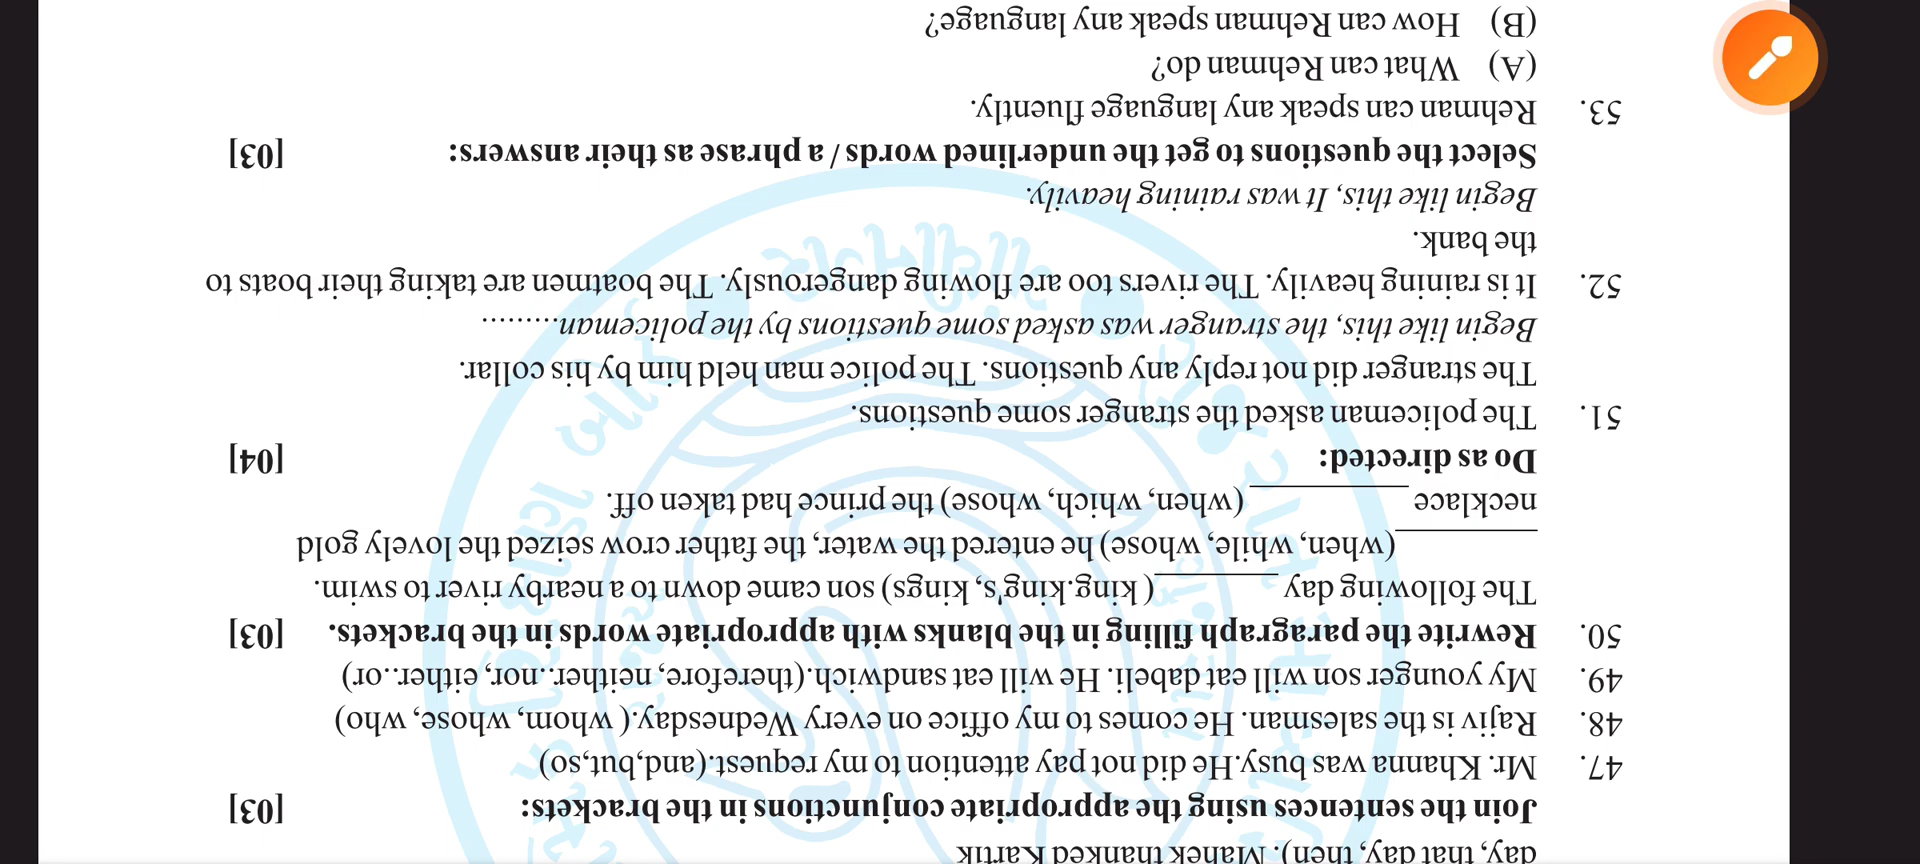 day, that day, then). Mahek thanked Kartik
Join the sentences using the appropriate conjunctions in the brackets: [03]
47. Mr. Khanna was busy.He did not pay attention to my request.(and,but,so)
48. Rajiv is the salesman. He comes to my office on every Wednesday.( whom, whose, who)
49. My younger son will eat dabeli. He will eat sandwich.(therefore, neither..nor, either..or)
50. Rewrite the paragraph filling in the blanks with appropriate words in the brackets. [03]
The following day ________( king.king's, kings) son came down to a nearby river to swim.
_________(when, while, whose) he entered the water, the father crow seized the lovely gold
necklace __________ (when, which, whose) the prince had taken off.
Do as directed: [04]
51. The policeman asked the stranger some questions.
The stranger did not reply any questions. The police man held him by his collar.
Begin like this, the stranger was asked some questions by the policeman.........
52. It is raining heavily. The rivers too are flowing dangerously. The boatmen are taking their boats to
the bank.
Begin like this, It was raining heavily.
Select the questions to get the underlined words / a phrase as their answers: [03]
53. Rehman can speak any language fluently.
(A) What can Rehman do?
(B) How can Rehman speak any language?